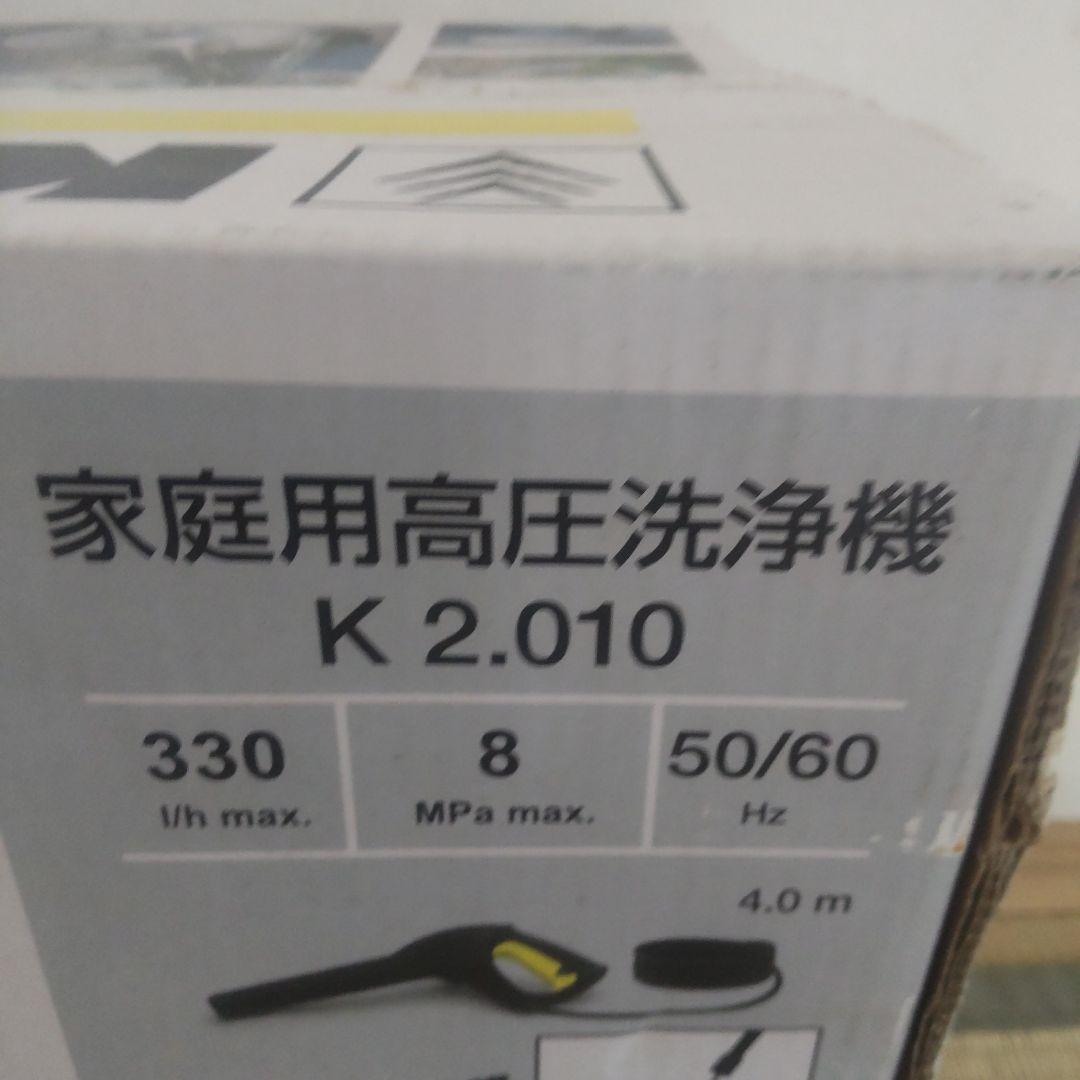 家庭用高圧洗浄機
K 2.010
330 8 50/60
l/h max. MPa max. Hz
4.0 m